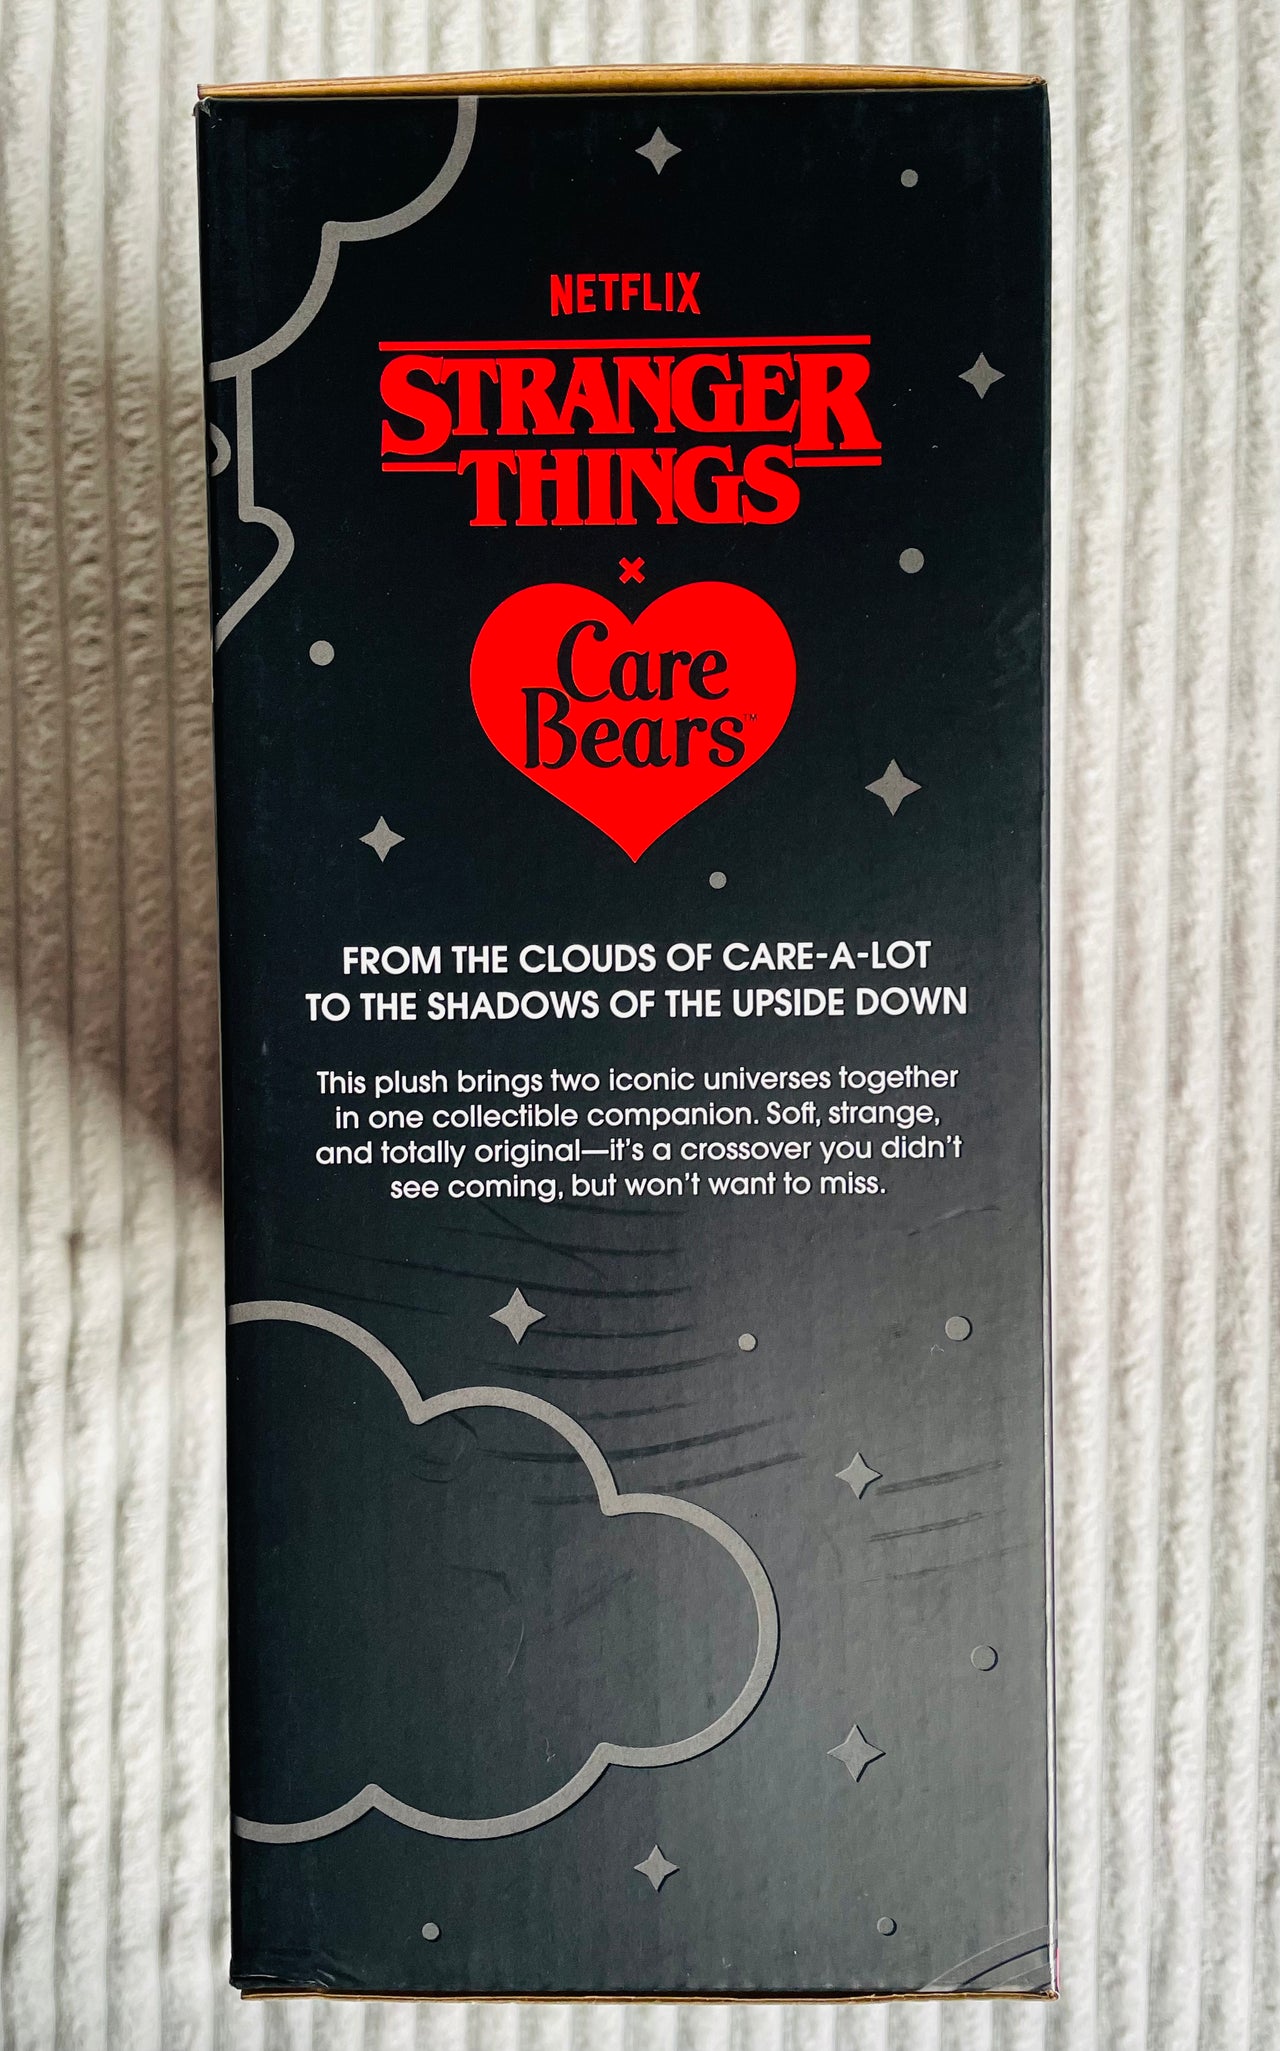 NETFLIX
STRANGER
THINGS
×
Care
Bears™
FROM THE CLOUDS OF CARE-A-LOT
TO THE SHADOWS OF THE UPSIDE DOWN
This plush brings two iconic universes together
in one collectible companion. Soft, strange,
and totally original—it's a crossover you didn't
see coming, but won't want to miss.